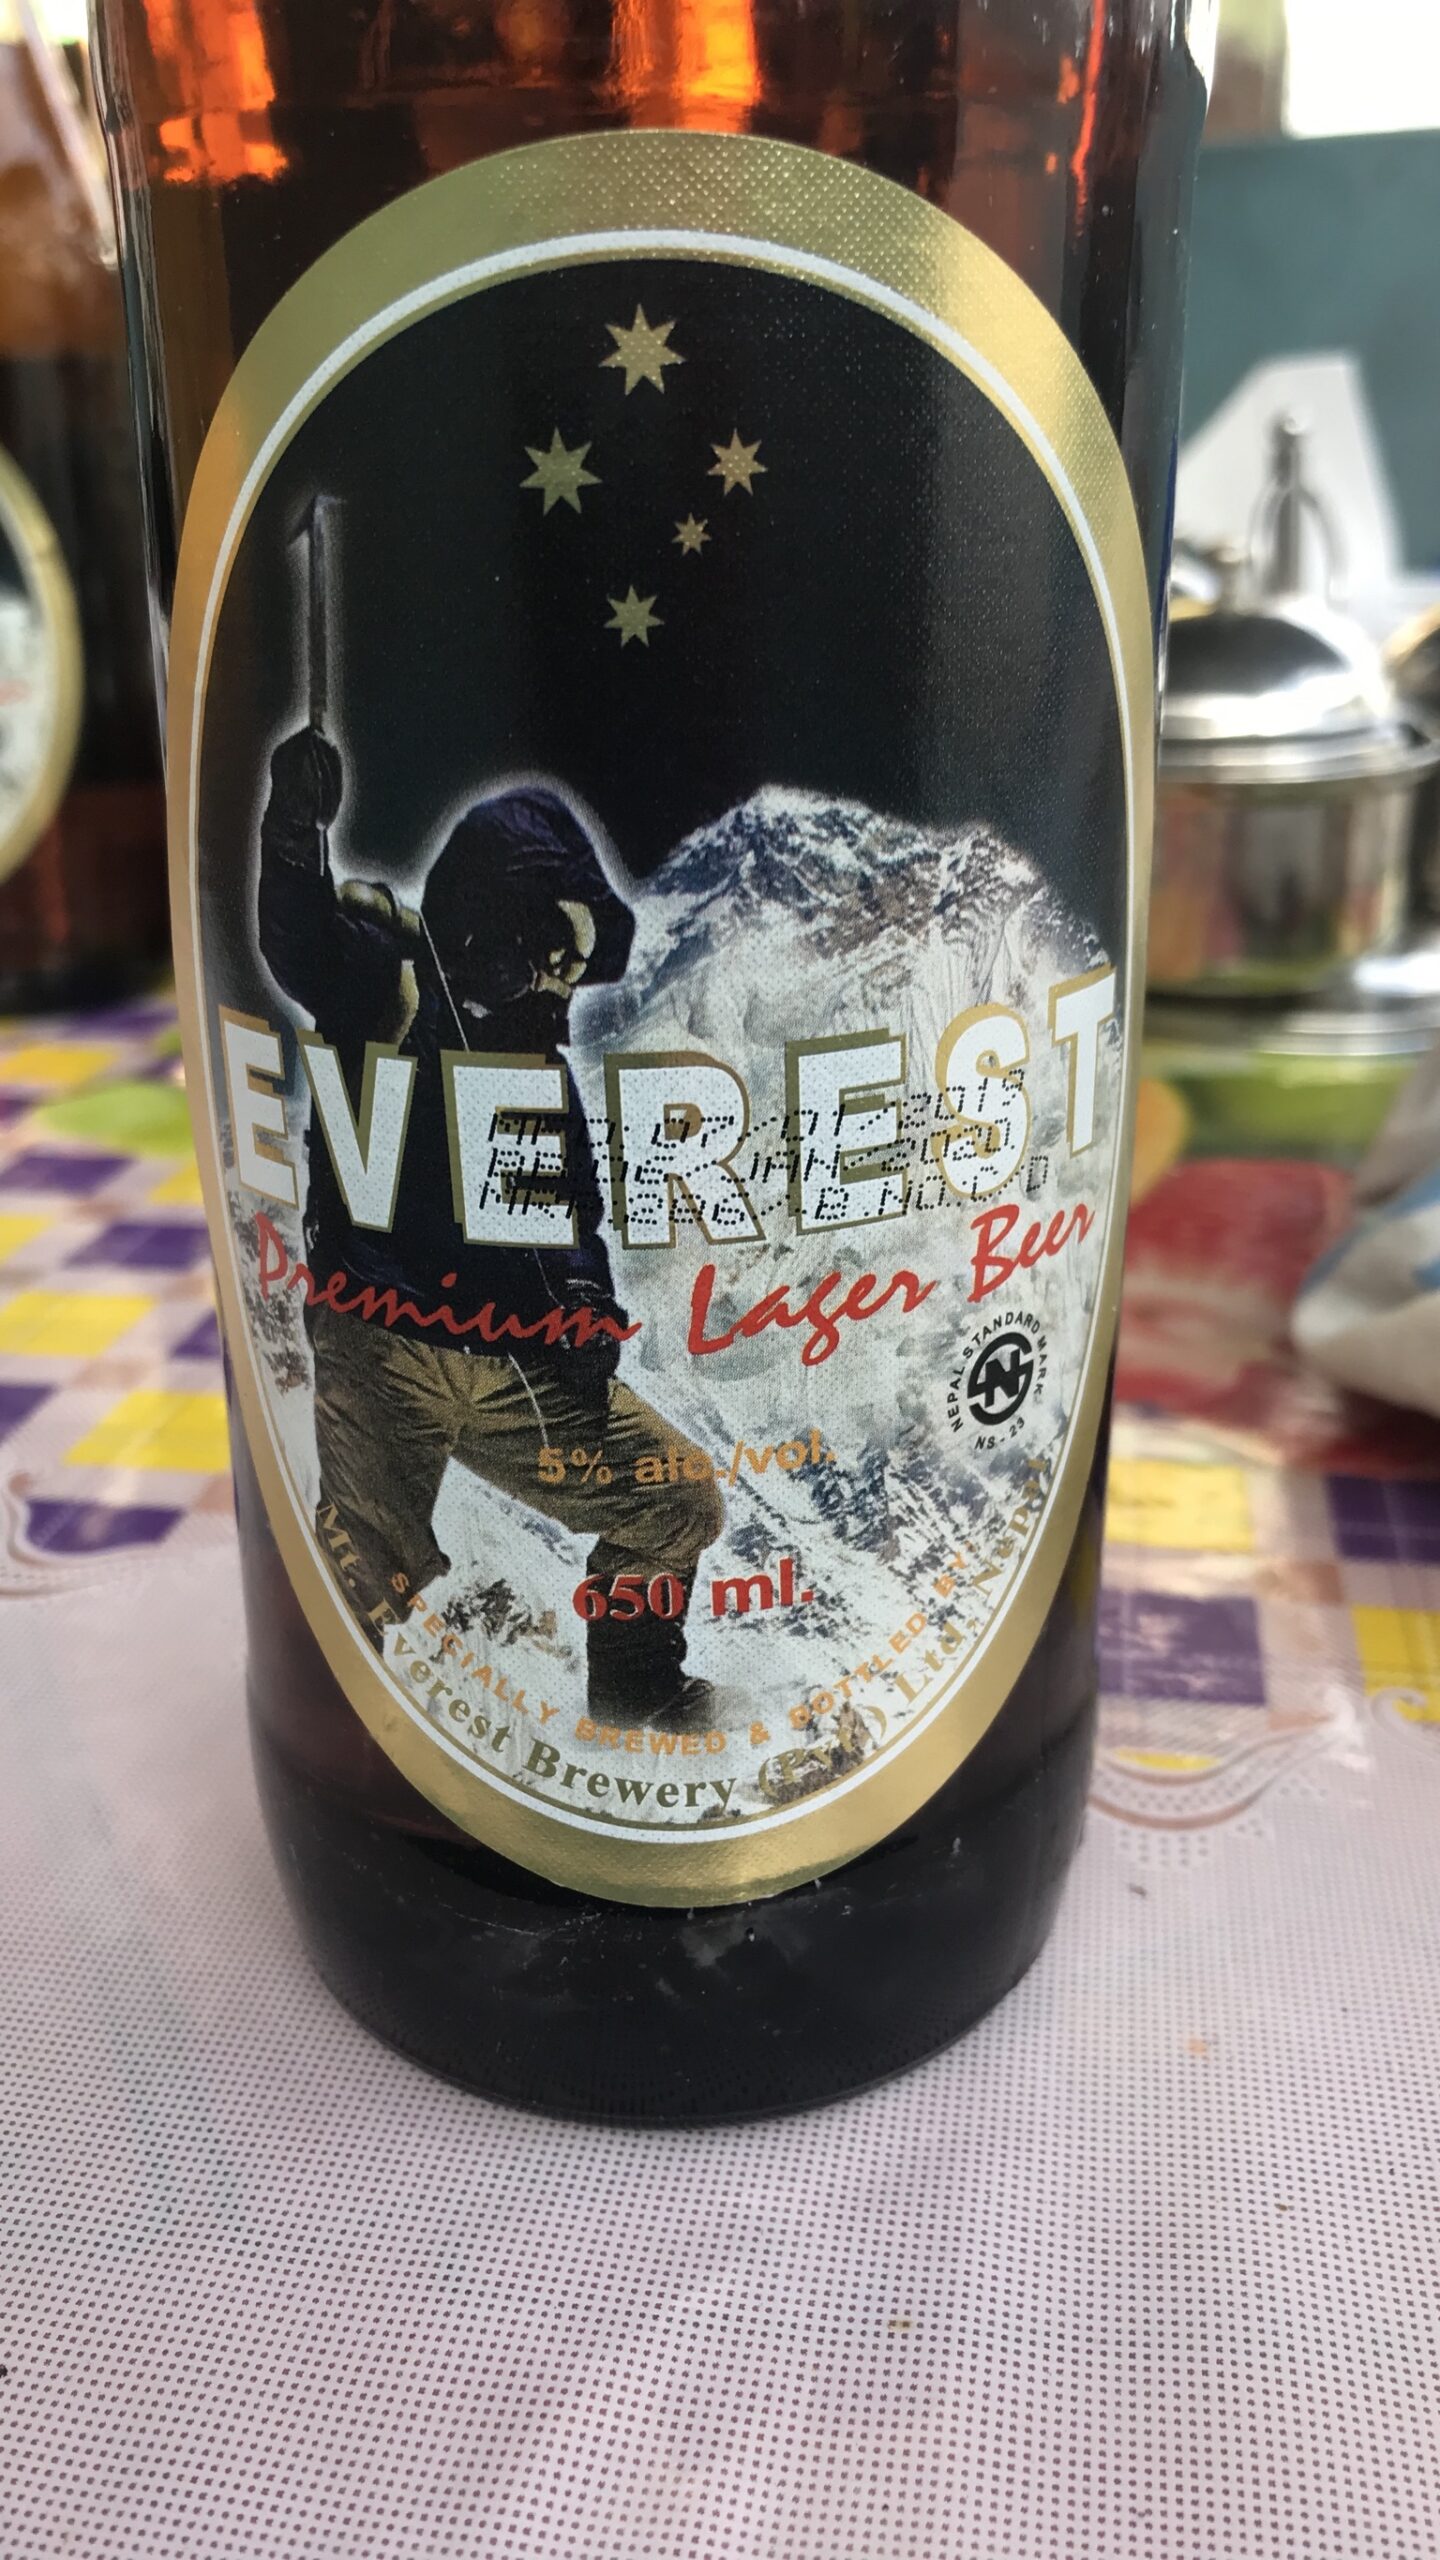 EVEREST
Premium Lager Beer
NEPAL STANDARD MARK
NS
NS - 23
5% alc./vol.
650 ml.
SPECIALLY BREWED & BOTTLED BY:
Mt. Everest Brewery (Pvt.) Ltd., Nepal